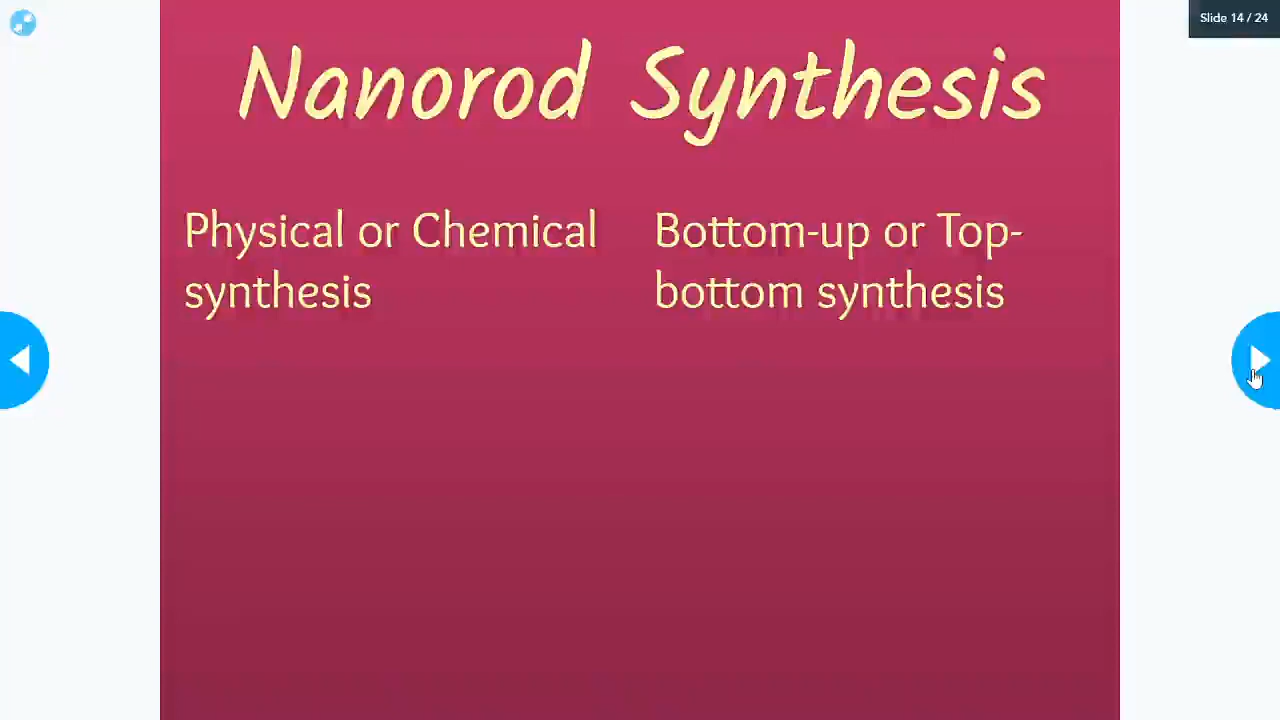 Slide 14 / 24
Nanorod Synthesis
Physical or Chemical
synthesis
Bottom-up or Top-
bottom synthesis